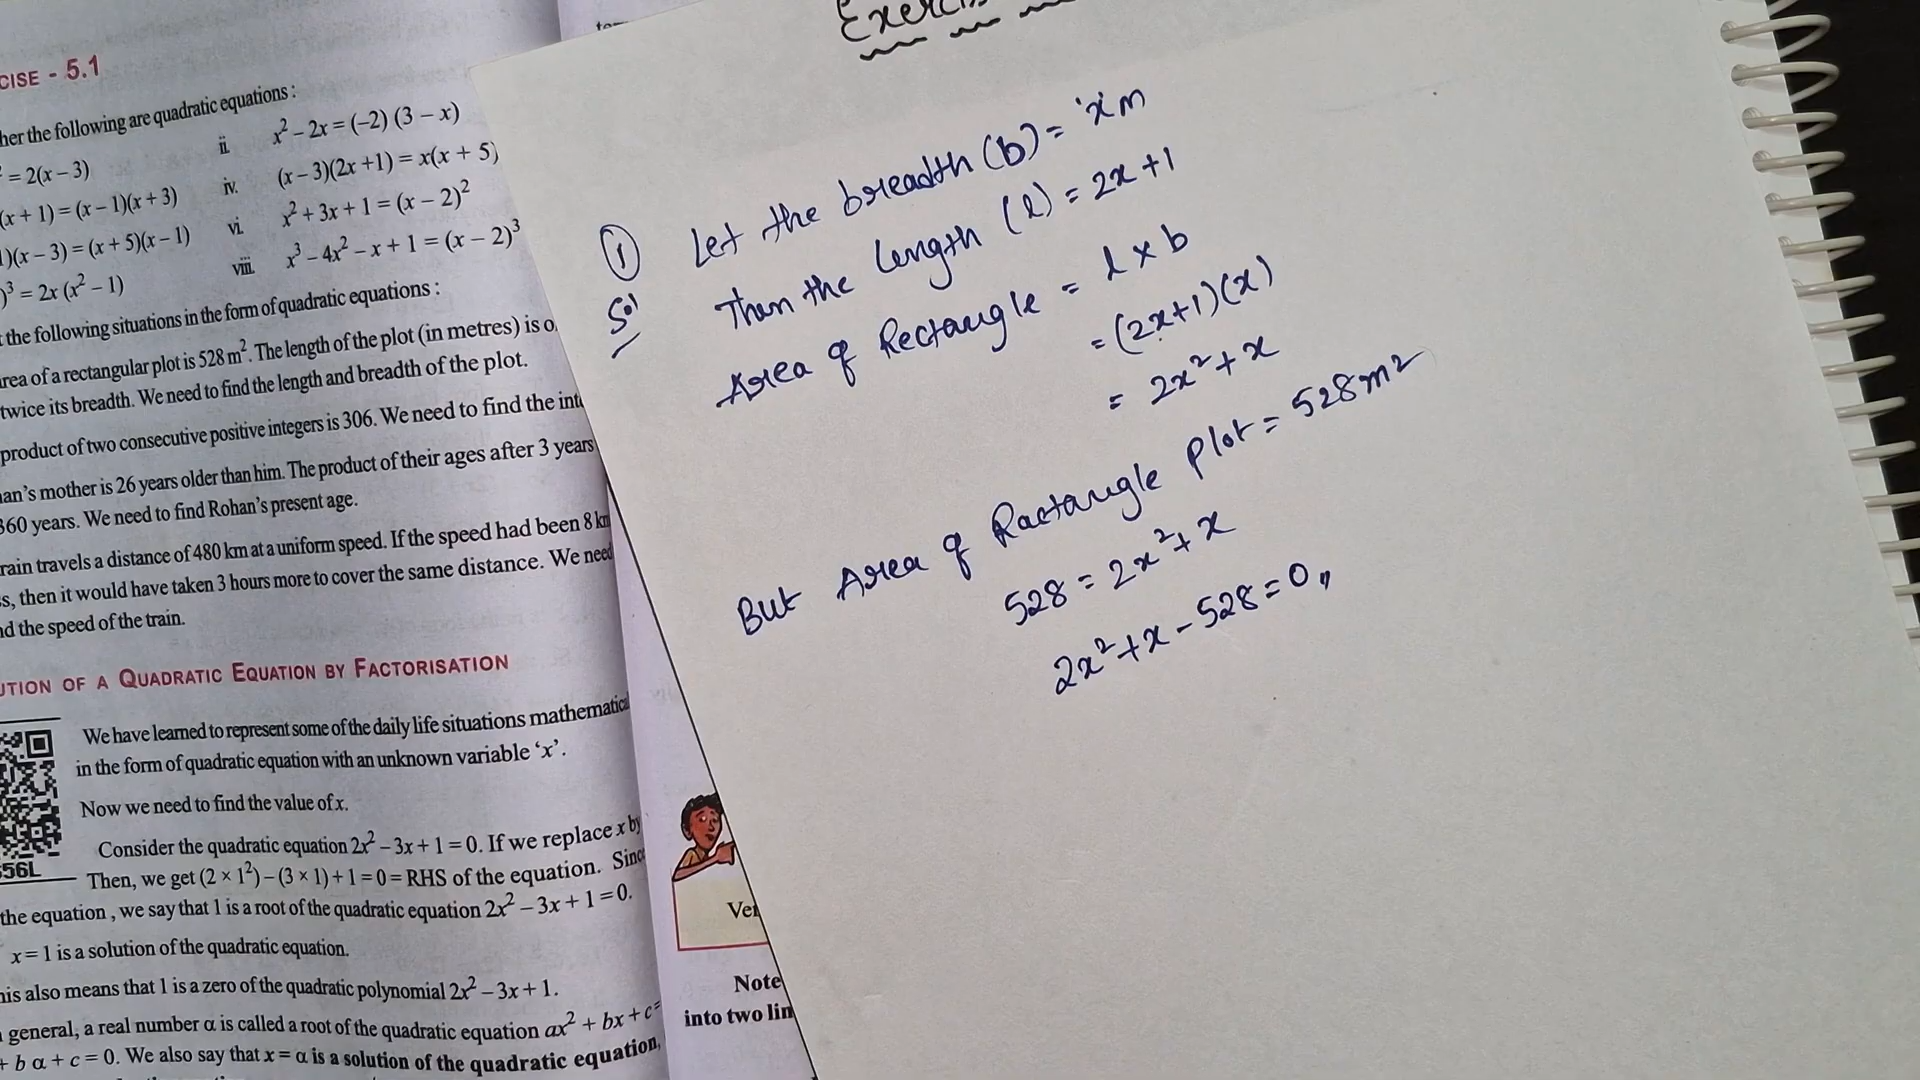 CISE - 5.1
her the following are quadratic equations :
= 2(x – 3)
ii. x² – 2x = (–2) (3 – x)
(x + 1) = (x – 1)(x + 3)
iv. (x – 3)(2x +1) = x(x + 5)
)(x – 3) = (x + 5)(x – 1)
vi. x² + 3x + 1 = (x – 2)²
)³ = 2x (x² – 1)
viii. x³ – 4x² – x + 1 = (x – 2)³
the following situations in the form of quadratic equations :
rea of a rectangular plot is 528 m². The length of the plot (in metres) is o
twice its breadth. We need to find the length and breadth of the plot.
product of two consecutive positive integers is 306. We need to find the inte
an's mother is 26 years older than him. The product of their ages after 3 years
360 years. We need to find Rohan's present age.
rain travels a distance of 480 km at a uniform speed. If the speed had been 8 km
s, then it would have taken 3 hours more to cover the same distance. We need
nd the speed of the train.
UTION OF A QUADRATIC EQUATION BY FACTORISATION
We have learned to represent some of the daily life situations mathematica
in the form of quadratic equation with an unknown variable ‘x’.
Now we need to find the value of x.
Consider the quadratic equation 2x² – 3x + 1 = 0. If we replace x by
56L
Then, we get (2 × 1²) – (3 × 1) + 1 = 0 = RHS of the equation. Since
the equation , we say that 1 is a root of the quadratic equation 2x² – 3x + 1 = 0.
x = 1 is a solution of the quadratic equation.
his also means that 1 is a zero of the quadratic polynomial 2x² – 3x + 1.
general, a real number α is called a root of the quadratic equation ax² + bx + c =
+ b α + c = 0. We also say that x = α is a solution of the quadratic equation,
Ver
Note
into two lin
Exercis
① Let the breadth (b) = 'x' m
Sol Then the length (l) = 2x + 1
Area of Rectangle = l × b
= (2x+1)(x)
= 2x² + x
But Area of Ractangle Plot = 528m²
528 = 2x² + x
2x² + x - 528 = 0,,